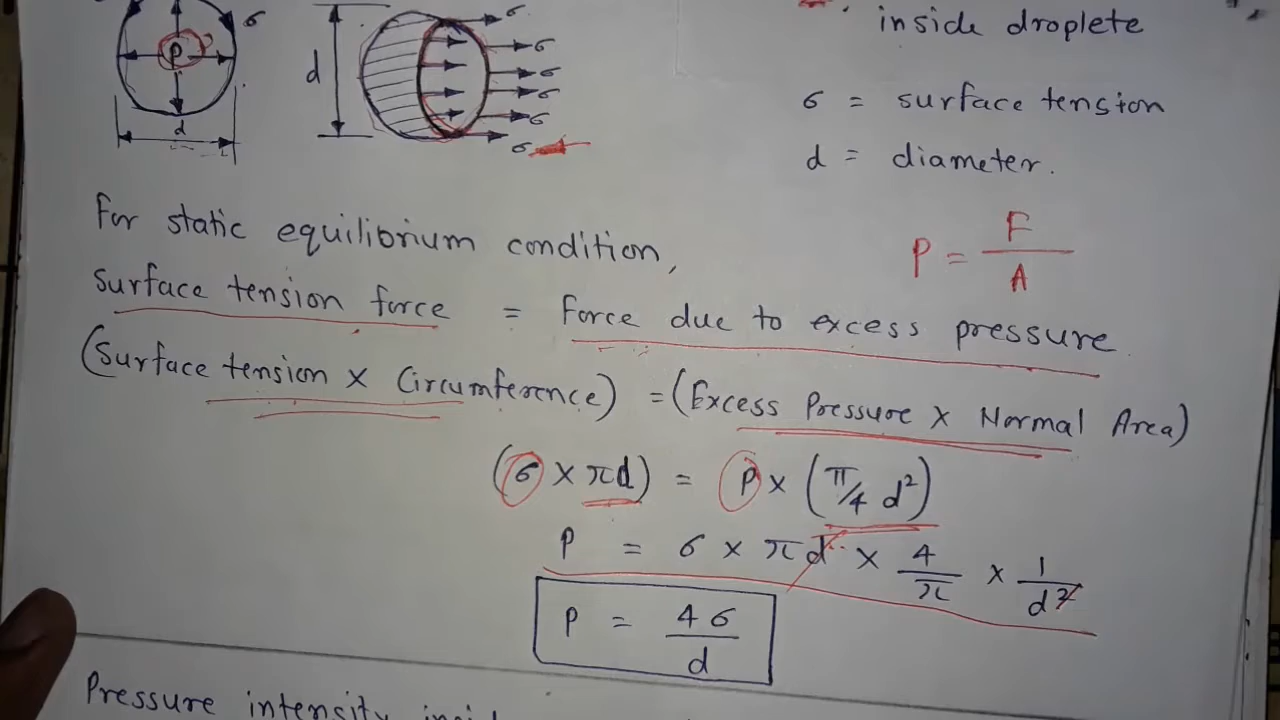 σ
P
d
d
σ
σ
σ
σ
σ
σ
inside droplete
σ = surface tension
d = diameter.
P = F/A
For static equilibrium condition,
Surface tension force = Force due to excess pressure.
(Surface tension × Circumference) = (Excess Pressure × Normal Area)
(σ × πd) = P × (π/4 d²)
P = σ × πd × 4/π × 1/d²
P = 4σ/d
Pressure intensity